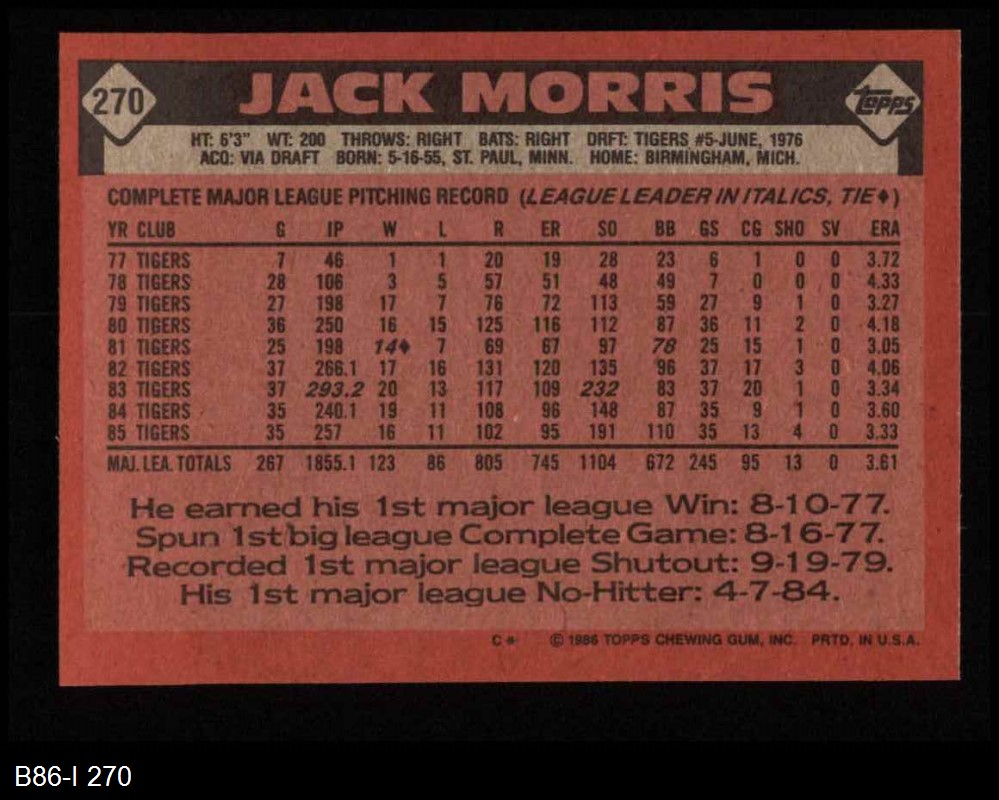 270 JACK MORRIS Topps
HT: 6'3" WT: 200 THROWS: RIGHT BATS: RIGHT DRFT: TIGERS #5-JUNE, 1976
ACQ: VIA DRAFT BORN: 5-16-55, ST. PAUL, MINN. HOME: BIRMINGHAM, MICH.
COMPLETE MAJOR LEAGUE PITCHING RECORD (LEAGUE LEADER IN ITALICS, TIE♦)
YR CLUB G IP W L R ER SO BB GS CG SHO SV ERA
77 TIGERS 7 46 1 1 20 19 28 23 6 1 0 0 3.72
78 TIGERS 28 106 3 5 57 51 48 49 7 0 0 0 4.33
79 TIGERS 27 198 17 7 76 72 113 59 27 9 1 0 3.27
80 TIGERS 36 250 16 15 125 116 112 87 36 11 2 0 4.18
81 TIGERS 25 198 14♦ 7 69 67 97 78 25 15 1 0 3.05
82 TIGERS 37 266.1 17 16 131 120 135 96 37 17 3 0 4.06
83 TIGERS 37 293.2 20 13 117 109 232 83 37 20 1 0 3.34
84 TIGERS 35 240.1 19 11 108 96 148 87 35 9 1 0 3.60
85 TIGERS 35 257 16 11 102 95 191 110 35 13 4 0 3.33
MAJ. LEA. TOTALS 267 1855.1 123 86 805 745 1104 672 245 95 13 0 3.61
He earned his 1st major league Win: 8-10-77.
Spun 1st big league Complete Game: 8-16-77.
Recorded 1st major league Shutout: 9-19-79.
His 1st major league No-Hitter: 4-7-84.
C* © 1986 TOPPS CHEWING GUM, INC. PRTD. IN U.S.A.
B86-I 270